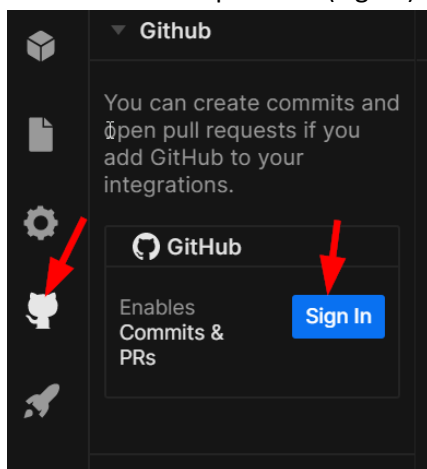 Github
You can create commits and
open pull requests if you
add GitHub to your
integrations.
GitHub
Enables
Commits &
PRs
Sign In